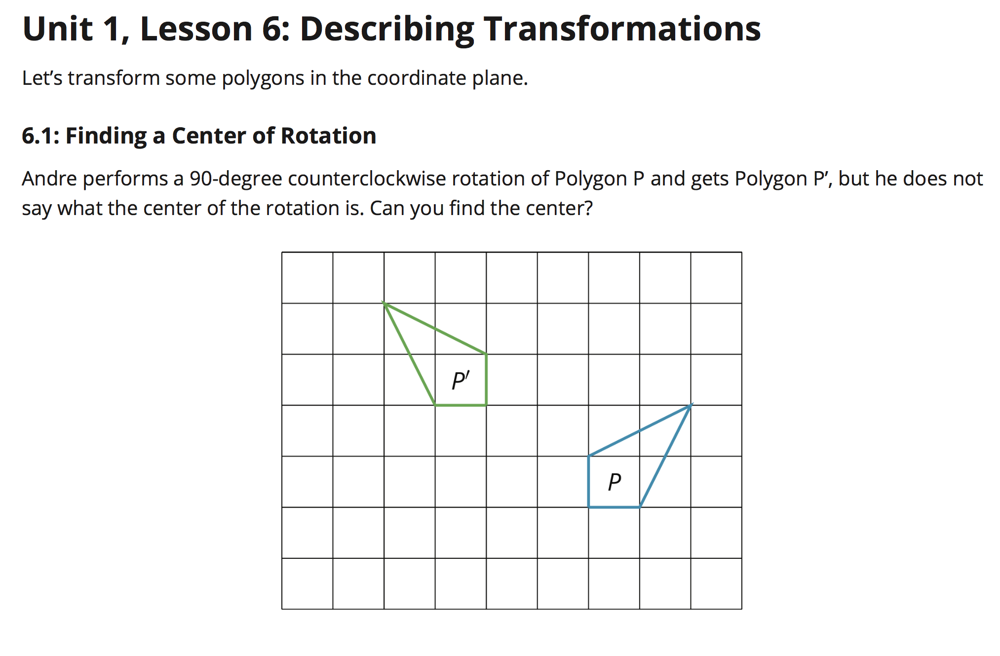 Unit 1, Lesson 6: Describing Transformations
Let’s transform some polygons in the coordinate plane.
6.1: Finding a Center of Rotation
Andre performs a 90-degree counterclockwise rotation of Polygon P and gets Polygon P’, but he does not
say what the center of the rotation is. Can you find the center?
P′
P